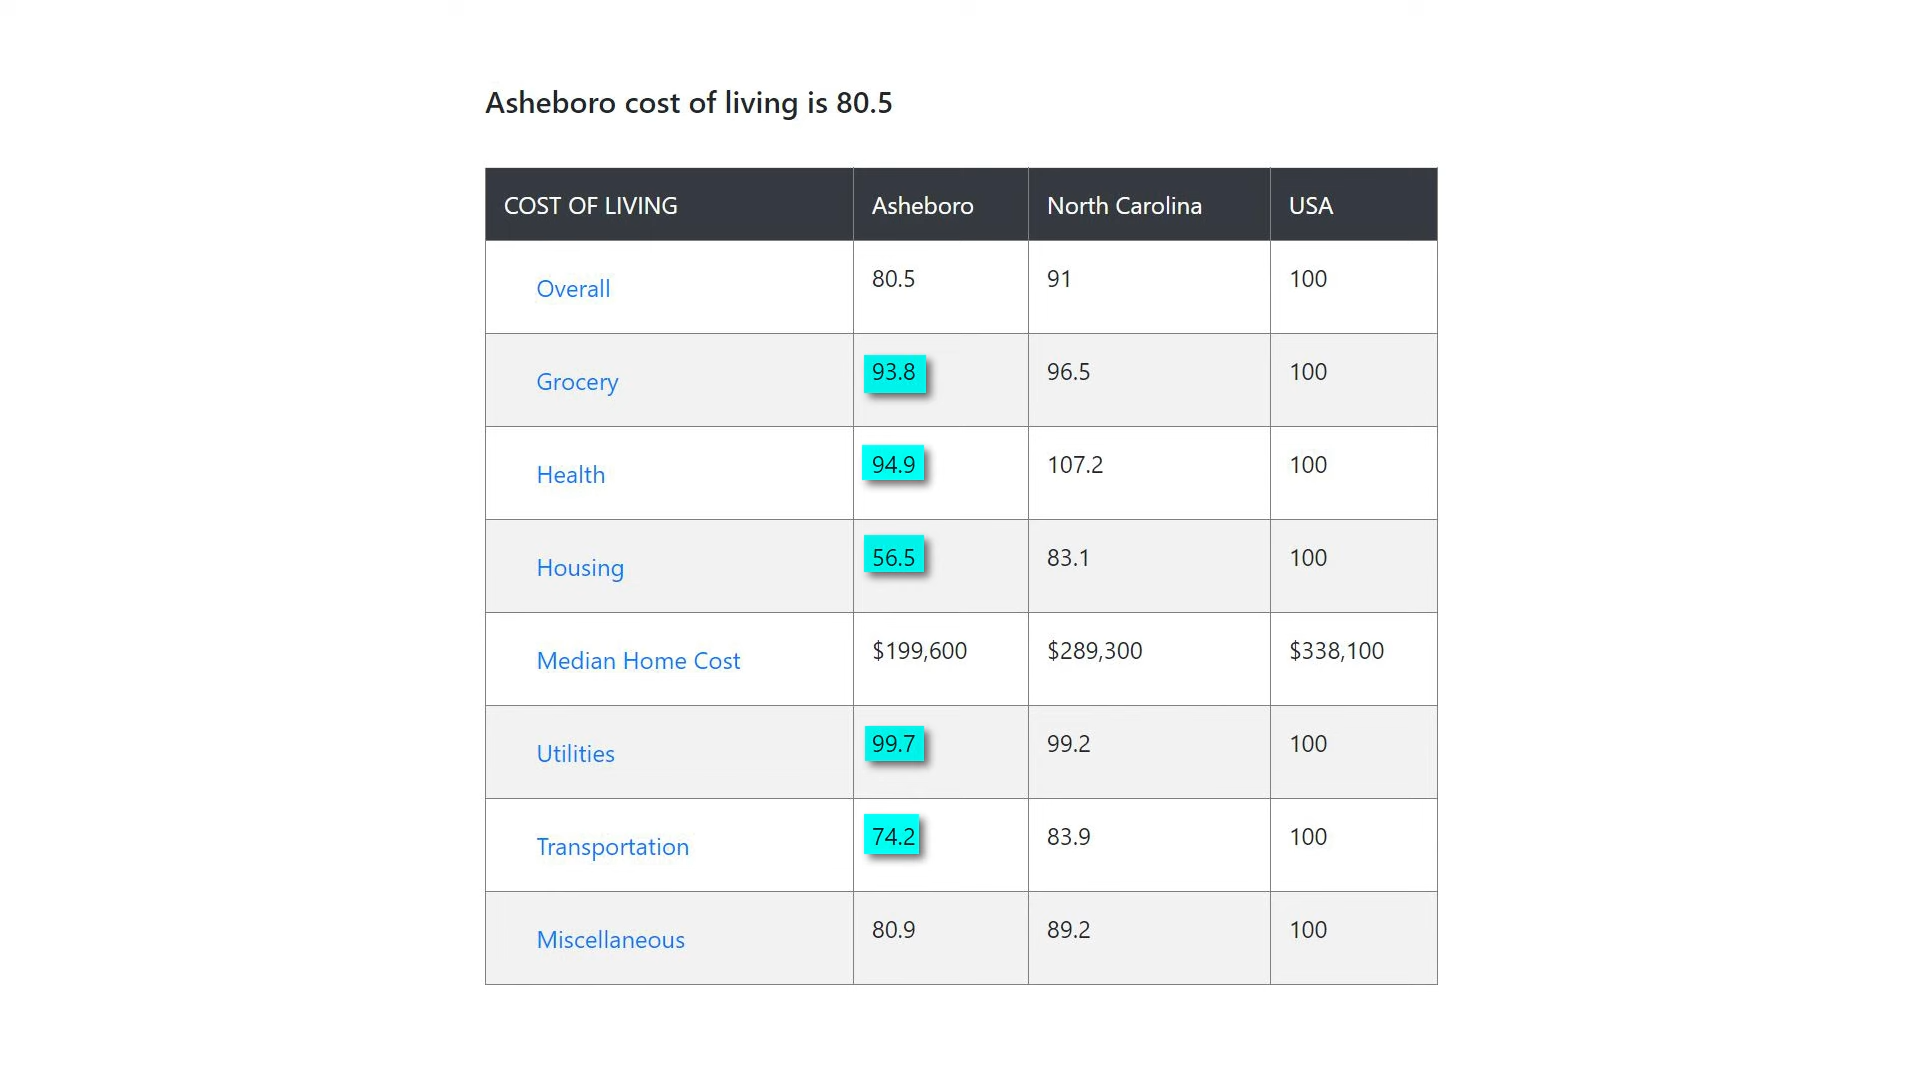 Asheboro cost of living is 80.5
COST OF LIVING Asheboro North Carolina USA
Overall 80.5 91 100
Grocery 93.8 96.5 100
Health 94.9 107.2 100
Housing 56.5 83.1 100
Median Home Cost $199,600 $289,300 $338,100
Utilities 99.7 99.2 100
Transportation 74.2 83.9 100
Miscellaneous 80.9 89.2 100